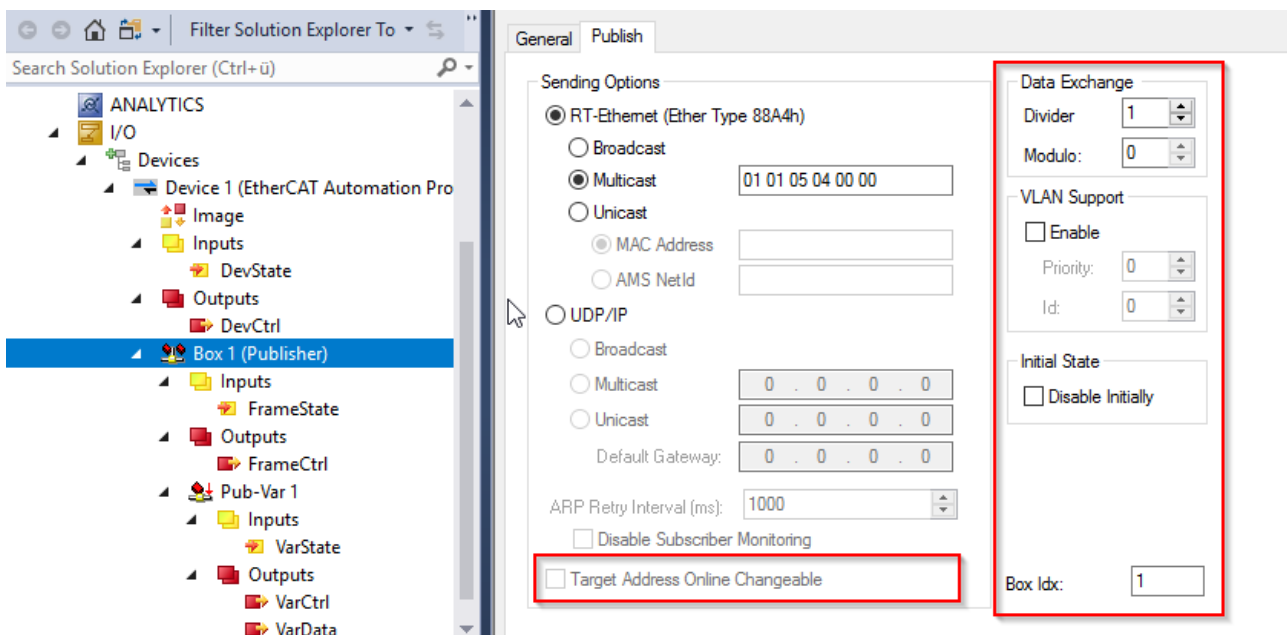 Filter Solution Explorer To
Search Solution Explorer (Ctrl+ü)
ANALYTICS
I/O
Devices
Device 1 (EtherCAT Automation Pro
Image
Inputs
DevState
Outputs
DevCtrl
Box 1 (Publisher)
Inputs
FrameState
Outputs
FrameCtrl
Pub-Var 1
Inputs
VarState
Outputs
VarCtrl
VarData
General Publish
Sending Options
RT-Ethernet (Ether Type 88A4h)
Broadcast
Multicast 01 01 05 04 00 00
Unicast
MAC Address
AMS NetId
UDP/IP
Broadcast
Multicast 0 . 0 . 0 . 0
Unicast 0 . 0 . 0 . 0
Default Gateway: 0 . 0 . 0 . 0
ARP Retry Interval (ms): 1000
Disable Subscriber Monitoring
Target Address Online Changeable
Data Exchange
Divider 1
Modulo: 0
VLAN Support
Enable
Priority: 0
Id: 0
Initial State
Disable Initially
Box Idx: 1